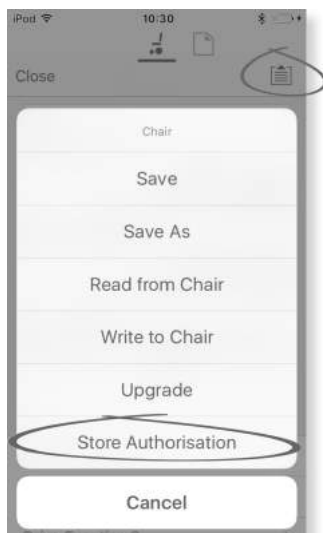 iPod 10:30
Close
Chair
Save
Save As
Read from Chair
Write to Chair
Upgrade
Store Authorisation
Cancel